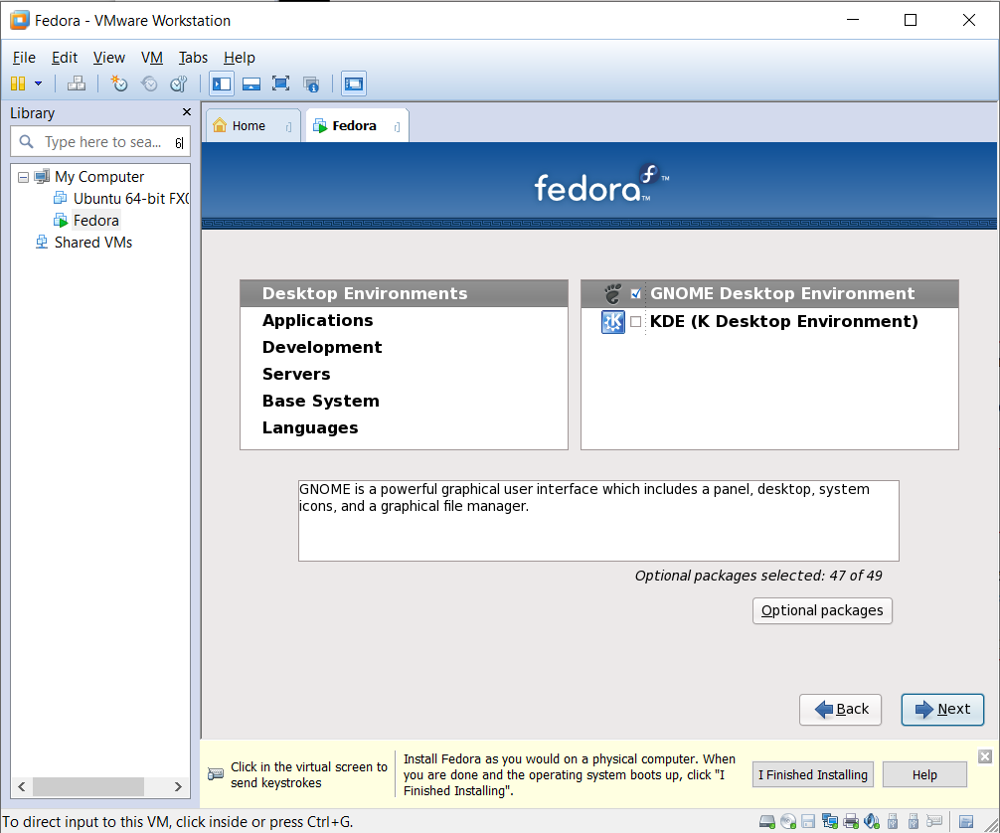 Fedora - VMware Workstation
File Edit View VM Tabs Help
Library
Type here to sea...
My Computer
Ubuntu 64-bit FX
Fedora
Shared VMs
Home
Fedora
fedora™
™
Desktop Environments
Applications
Development
Servers
Base System
Languages
GNOME Desktop Environment
KDE (K Desktop Environment)
GNOME is a powerful graphical user interface which includes a panel, desktop, system
icons, and a graphical file manager.
Optional packages selected: 47 of 49
Optional packages
Back
Next
Click in the virtual screen to
send keystrokes
Install Fedora as you would on a physical computer. When
you are done and the operating system boots up, click "I
Finished Installing".
I Finished Installing
Help
To direct input to this VM, click inside or press Ctrl+G.